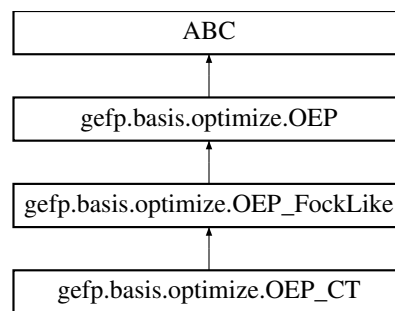 ABC
gefp.basis.optimize.OEP
gefp.basis.optimize.OEP_FockLike
gefp.basis.optimize.OEP_CT